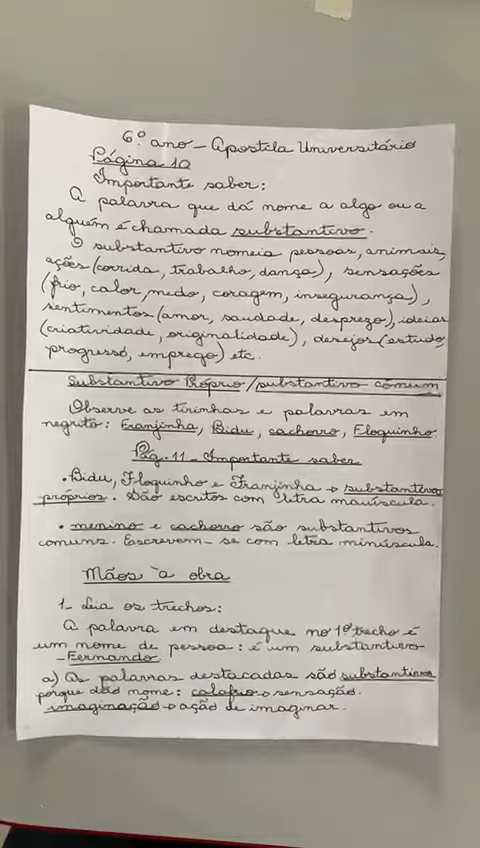 6º ano - Apostila Universitário
Página 10
Importante saber:
A palavra que dá nome a algo ou a
alguém é chamada substantivo.
O substantivo nomeia pessoas, animais,
ações (corrida, trabalho, dança), sensações
(frio, calor, medo, coragem, insegurança),
sentimentos (amor, saudade, desprezo), ideias
(criatividade, originalidade), desejos (estudo,
progresso, emprego) etc.
Substantivo Próprio/substantivo comum
Observe as tirinhas e palavras em
negrito: Franjinha, Bidu, cachorro, Floquinho.
Pág. 11 - Importante saber
• Bidu, Floquinho e Franjinha → substantivos
próprios. São escritos com letra maiúscula.
• menino e cachorro são substantivos
comuns. Escrevem-se com letra minúscula.
Mãos à obra
1- Leia os trechos:
A palavra em destaque no 1º trecho é
um nome de pessoa: é um substantivo
- Fernando.
a) As palavras destacadas são substantivos
porque dão nome: calafrio → sensação.
imaginação → ação de imaginar.